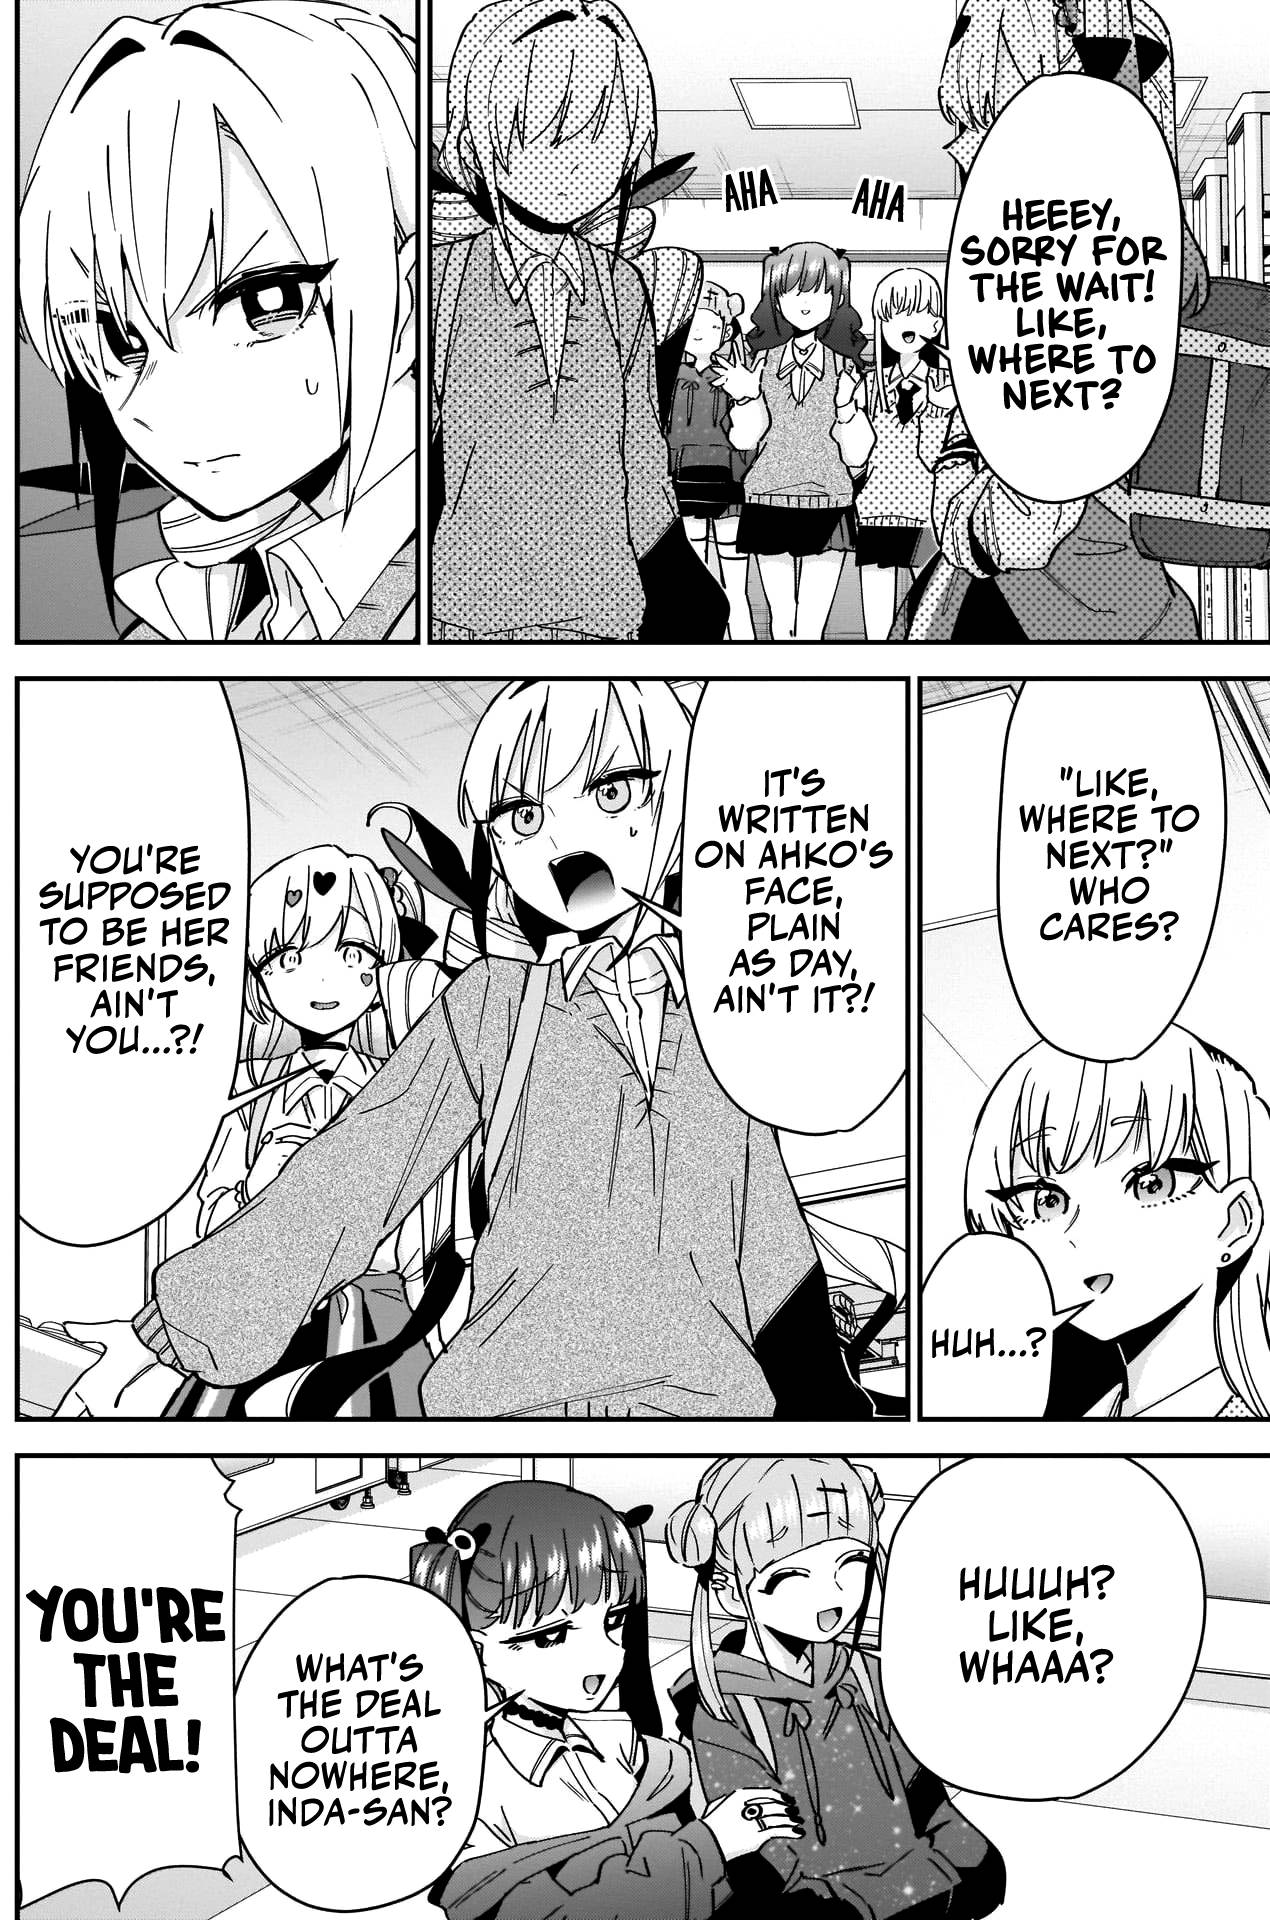 HEEEY,
SORRY FOR
THE WAIT!
LIKE,
WHERE TO
NEXT?
AHA
AHA
"LIKE,
WHERE TO
NEXT?"
WHO
CARES?
HUH...?
IT'S
WRITTEN
ON AHKO'S
FACE,
PLAIN
AS DAY,
AIN'T IT?!
YOU'RE
SUPPOSED
TO BE HER
FRIENDS,
AIN'T
YOU...?!
HUUUH?
LIKE,
WHAAA?
WHAT'S
THE DEAL
OUTTA
NOWHERE,
INDA-SAN?
YOU'RE
THE
DEAL!